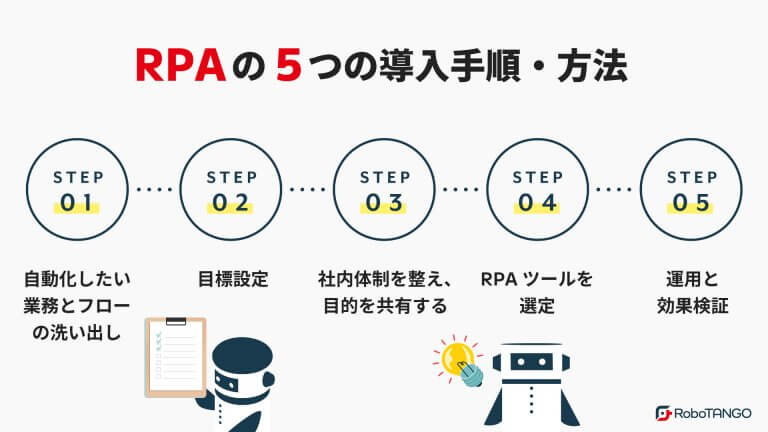 RPAの5つの導入手順・方法
STEP
01
STEP
02
STEP
03
STEP
04
STEP
05
自動化したい
業務とフロー
の洗い出し
目標設定
社内体制を整え、
目的を共有する
RPAツールを
選定
運用と
効果検証
RoboTANGO